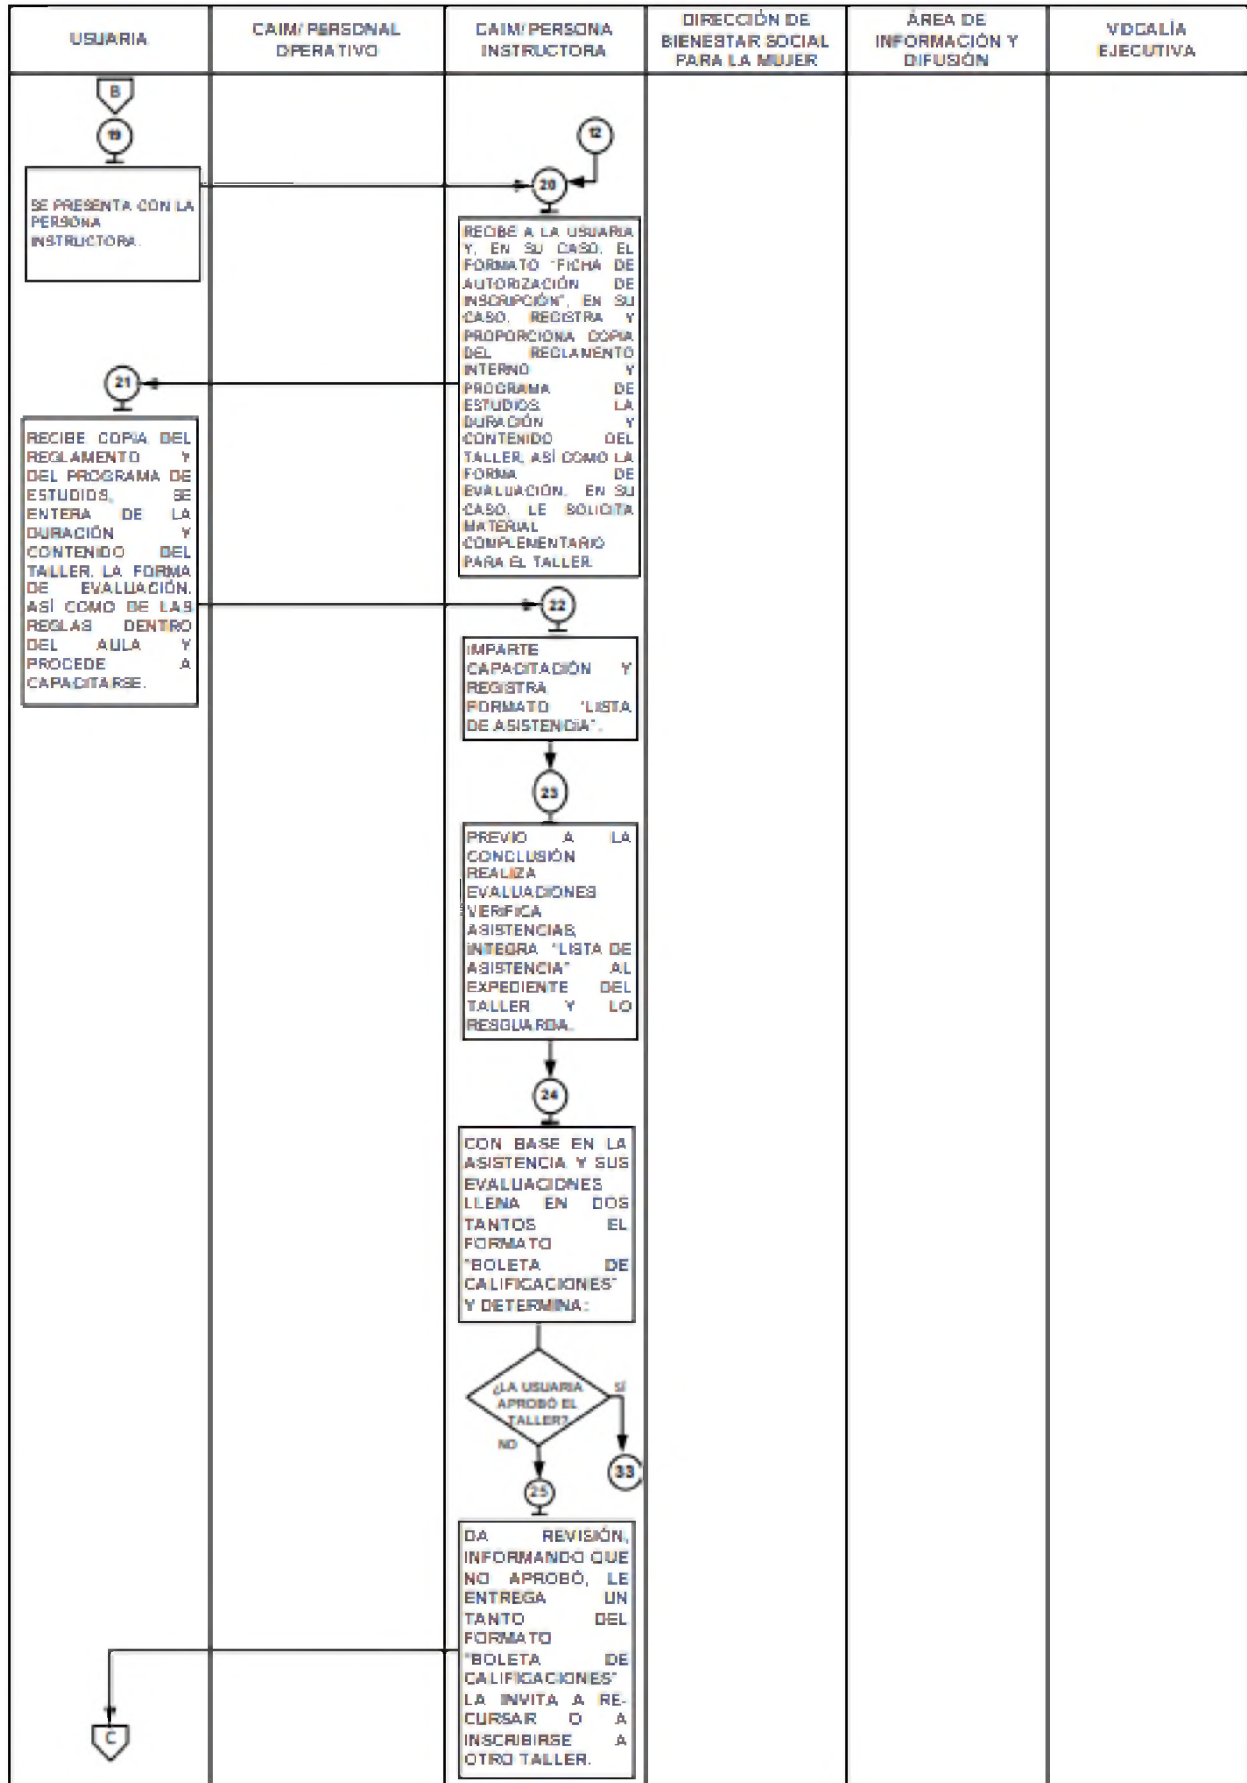 USUARIA
CAIM/ PERSONAL
OPERATIVO
CAIM/ PERSONA
INSTRUCTORA
DIRECCIÓN DE
BIENESTAR SOCIAL
PARA LA MUJER
ÁREA DE
INFORMACIÓN Y
DIFUSIÓN
VOCALÍA
EJECUTIVA
B
19
12
20
SE PRESENTA CON LA
PERSONA
INSTRUCTORA.
RECIBE A LA USUARIA
Y, EN SU CASO, EL
FORMATO "FICHA DE
AUTORIZACIÓN DE
INSCRIPCIÓN", EN SU
CASO, REGISTRA Y
PROPORCIONA COPIA
DEL REGLAMENTO
INTERNO Y
PROGRAMA DE
ESTUDIOS, LA
DURACIÓN Y
CONTENIDO DEL
TALLER, ASÍ COMO LA
FORMA DE
EVALUACIÓN. EN SU
CASO, LE SOLICITA
MATERIAL
COMPLEMENTARIO
PARA EL TALLER.
21
RECIBE COPIA DEL
REGLAMENTO Y
DEL PROGRAMA DE
ESTUDIOS, SE
ENTERA DE LA
DURACIÓN Y
CONTENIDO DEL
TALLER, LA FORMA
DE EVALUACIÓN,
ASÍ COMO DE LAS
REGLAS DENTRO
DEL AULA Y
PROCEDE A
CAPACITARSE.
22
IMPARTE
CAPACITACIÓN Y
REGISTRA
FORMATO "LISTA
DE ASISTENCIA".
23
PREVIO A LA
CONCLUSIÓN
REALIZA
EVALUACIONES
VERIFICA
ASISTENCIAS,
INTEGRA "LISTA DE
ASISTENCIA" AL
EXPEDIENTE DEL
TALLER Y LO
RESGUARDA.
24
CON BASE EN LA
ASISTENCIA Y SUS
EVALUACIONES
LLENA EN DOS
TANTOS EL
FORMATO
"BOLETA DE
CALIFICACIONES"
Y DETERMINA:
¿LA USUARIA
APROBÓ EL
TALLER?
SÍ
NO
33
25
DA REVISIÓN,
INFORMANDO QUE
NO APROBÓ, LE
ENTREGA UN
TANTO DEL
FORMATO
"BOLETA DE
CALIFICACIONES"
LA INVITA A RE-
CURSAR O A
INSCRIBIRSE A
OTRO TALLER.
C